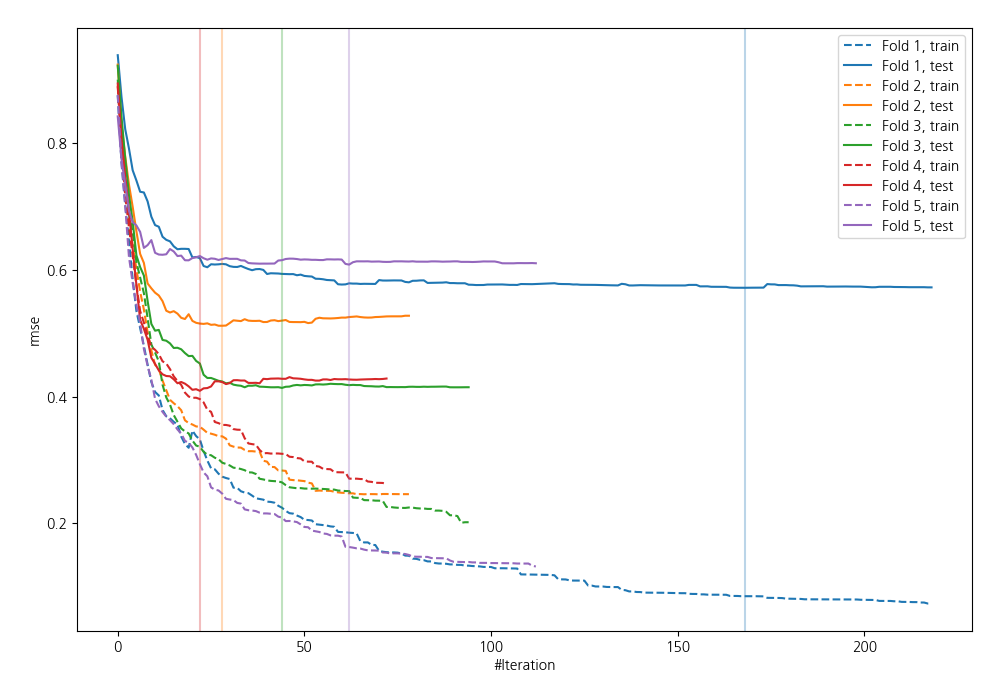 Fold 1, train
Fold 1, test
Fold 2, train
Fold 2, test
Fold 3, train
Fold 3, test
Fold 4, train
Fold 4, test
Fold 5, train
Fold 5, test
0.8
0.6
0.4
0.2
rmse
0 50 100 150 200
#Iteration